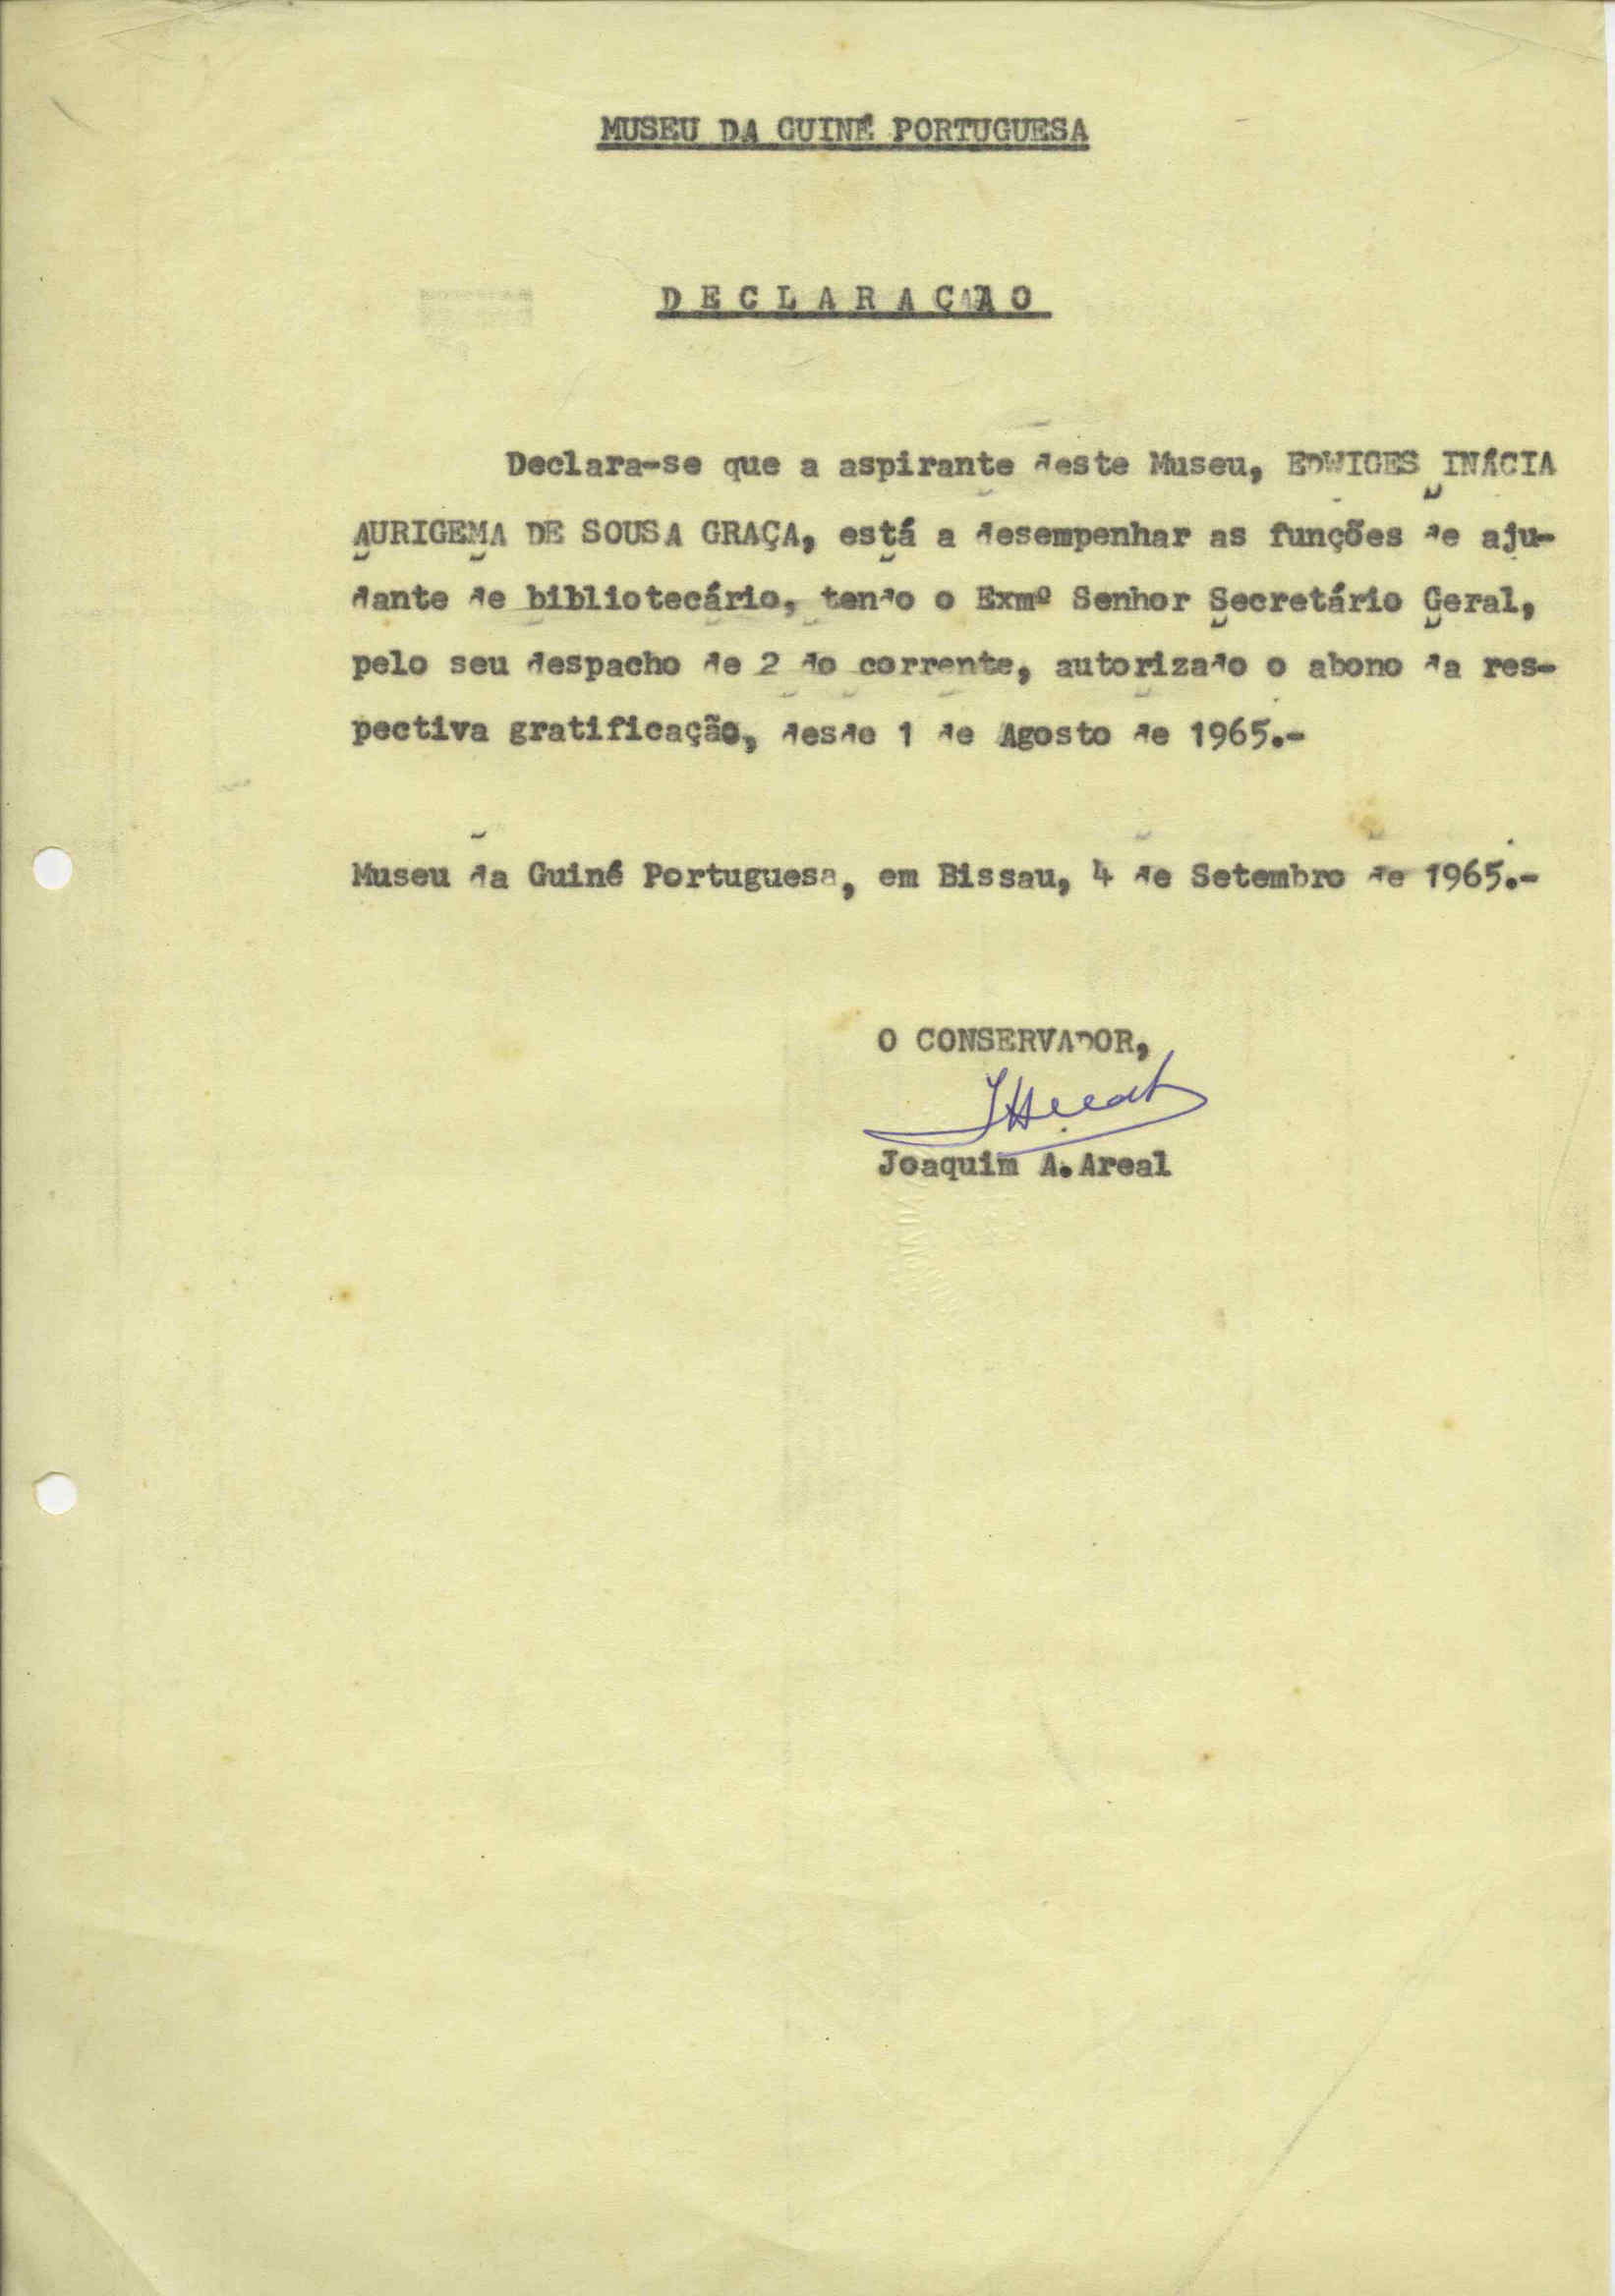 MUSEU DA GUINÉ PORTUGUESA
DECLARAÇAO
Declara-se que a aspirante deste Museu, EDWIGES INÁCIA
AURIGEMA DE SOUSA GRAÇA, está a desempenhar as funções de aju-
dante de bibliotecário, tendo o Exmº Senhor Secretário Geral,
pelo seu despacho de 2 do corrente, autorizado o abono da res-
pectiva gratificação, desde 1 de Agosto de 1965.-
Museu da Guiné Portuguesa, em Bissau, 4 de Setembro de 1965.-
O CONSERVADOR,
Joaquim A. Areal